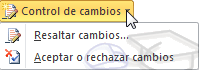 Control de cambios
Resaltar cambios...
Aceptar o rechazar cambios